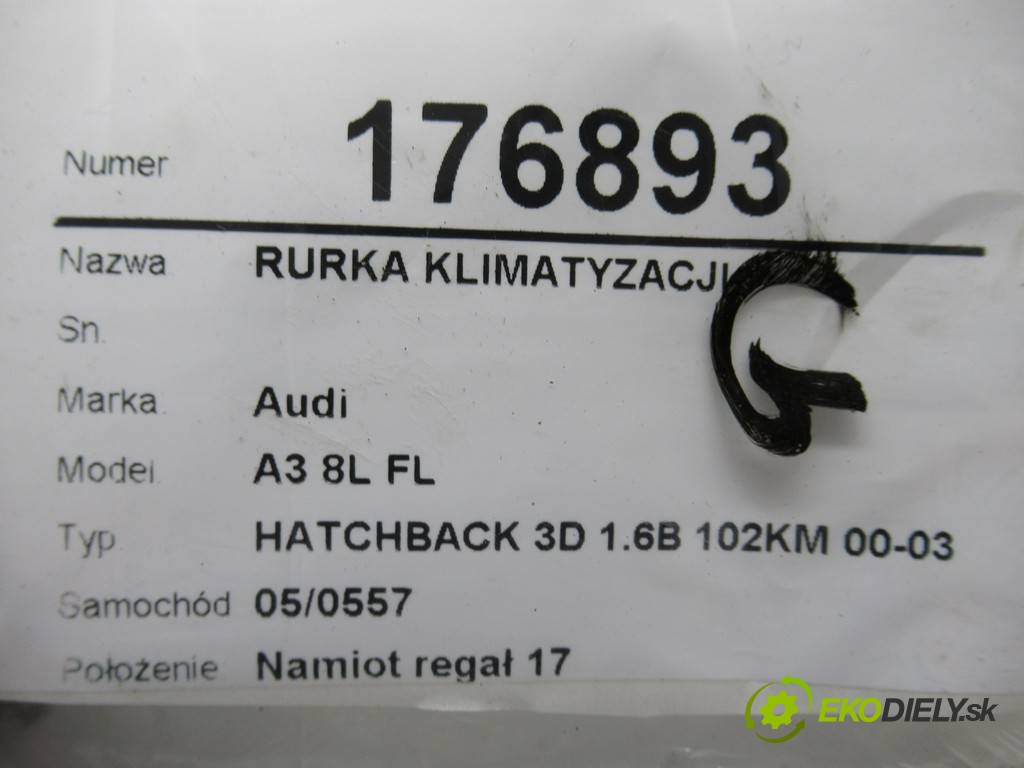 Numer 176893
Nazwa RURKA KLIMATYZACJI
Sn.
Marka Audi
Model A3 8L FL
Typ HATCHBACK 3D 1.6B 102KM 00-03
Samochód 05/0557
Położenie Namiot regał 17
G
EKODIELY.sk